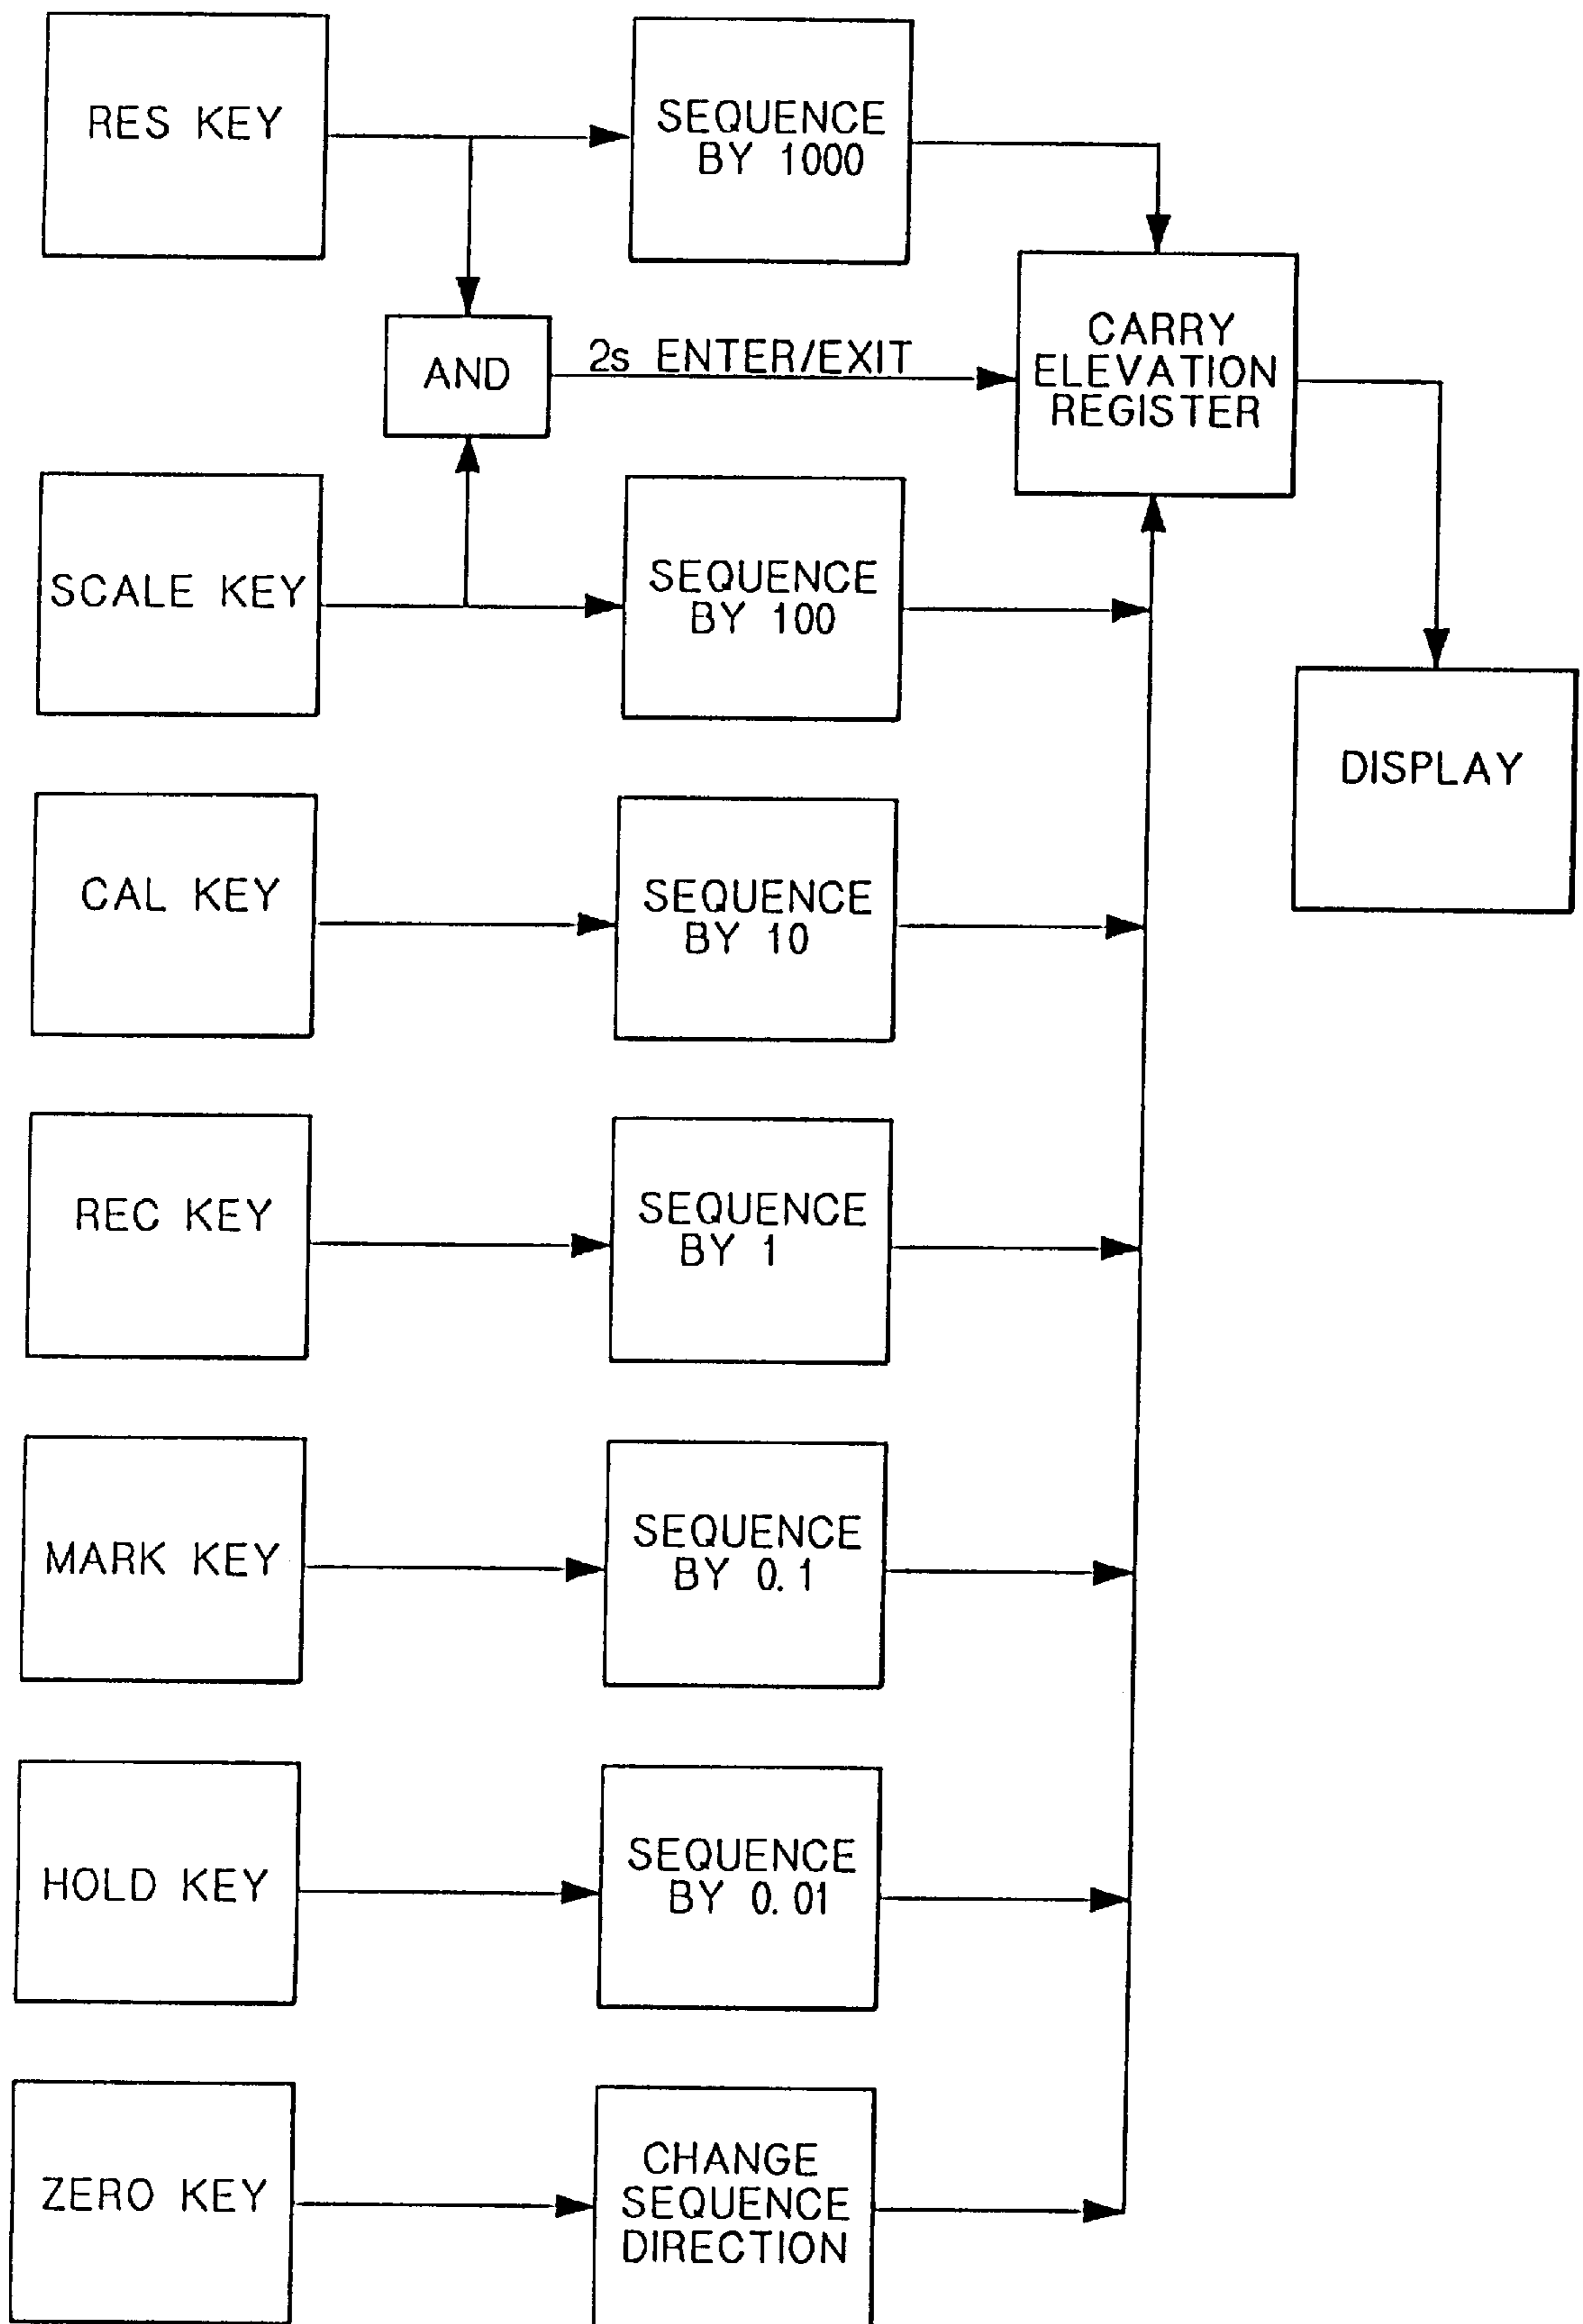 RES KEY
SEQUENCE
BY 1000
AND
2s ENTER/EXIT
CARRY
ELEVATION
REGISTER
SCALE KEY
SEQUENCE
BY 100
DISPLAY
CAL KEY
SEQUENCE
BY 10
REC KEY
SEQUENCE
BY 1
MARK KEY
SEQUENCE
BY 0.1
HOLD KEY
SEQUENCE
BY 0.01
ZERO KEY
CHANGE
SEQUENCE
DIRECTION